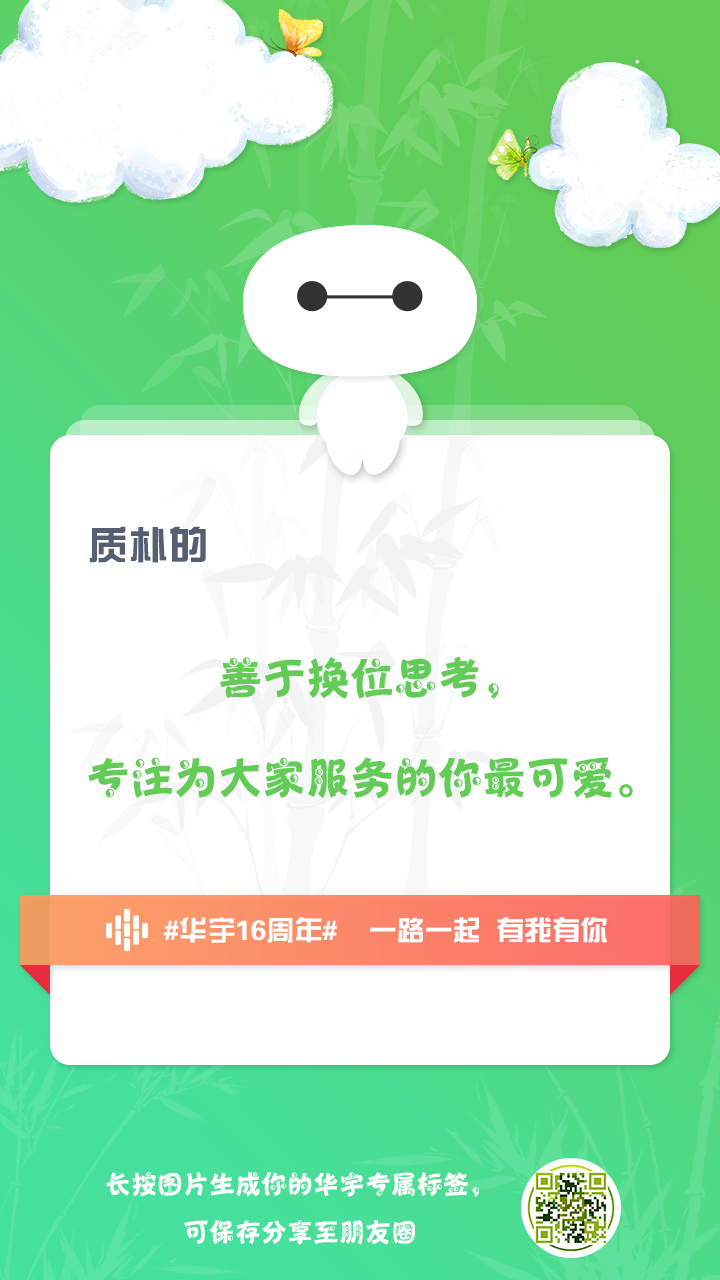 质朴的
善于换位思考，
专注为大家服务的你最可爱。
#华宇16周年# 一路一起 有我有你
长按图片生成你的华宇专属标签，
可保存分享至朋友圈